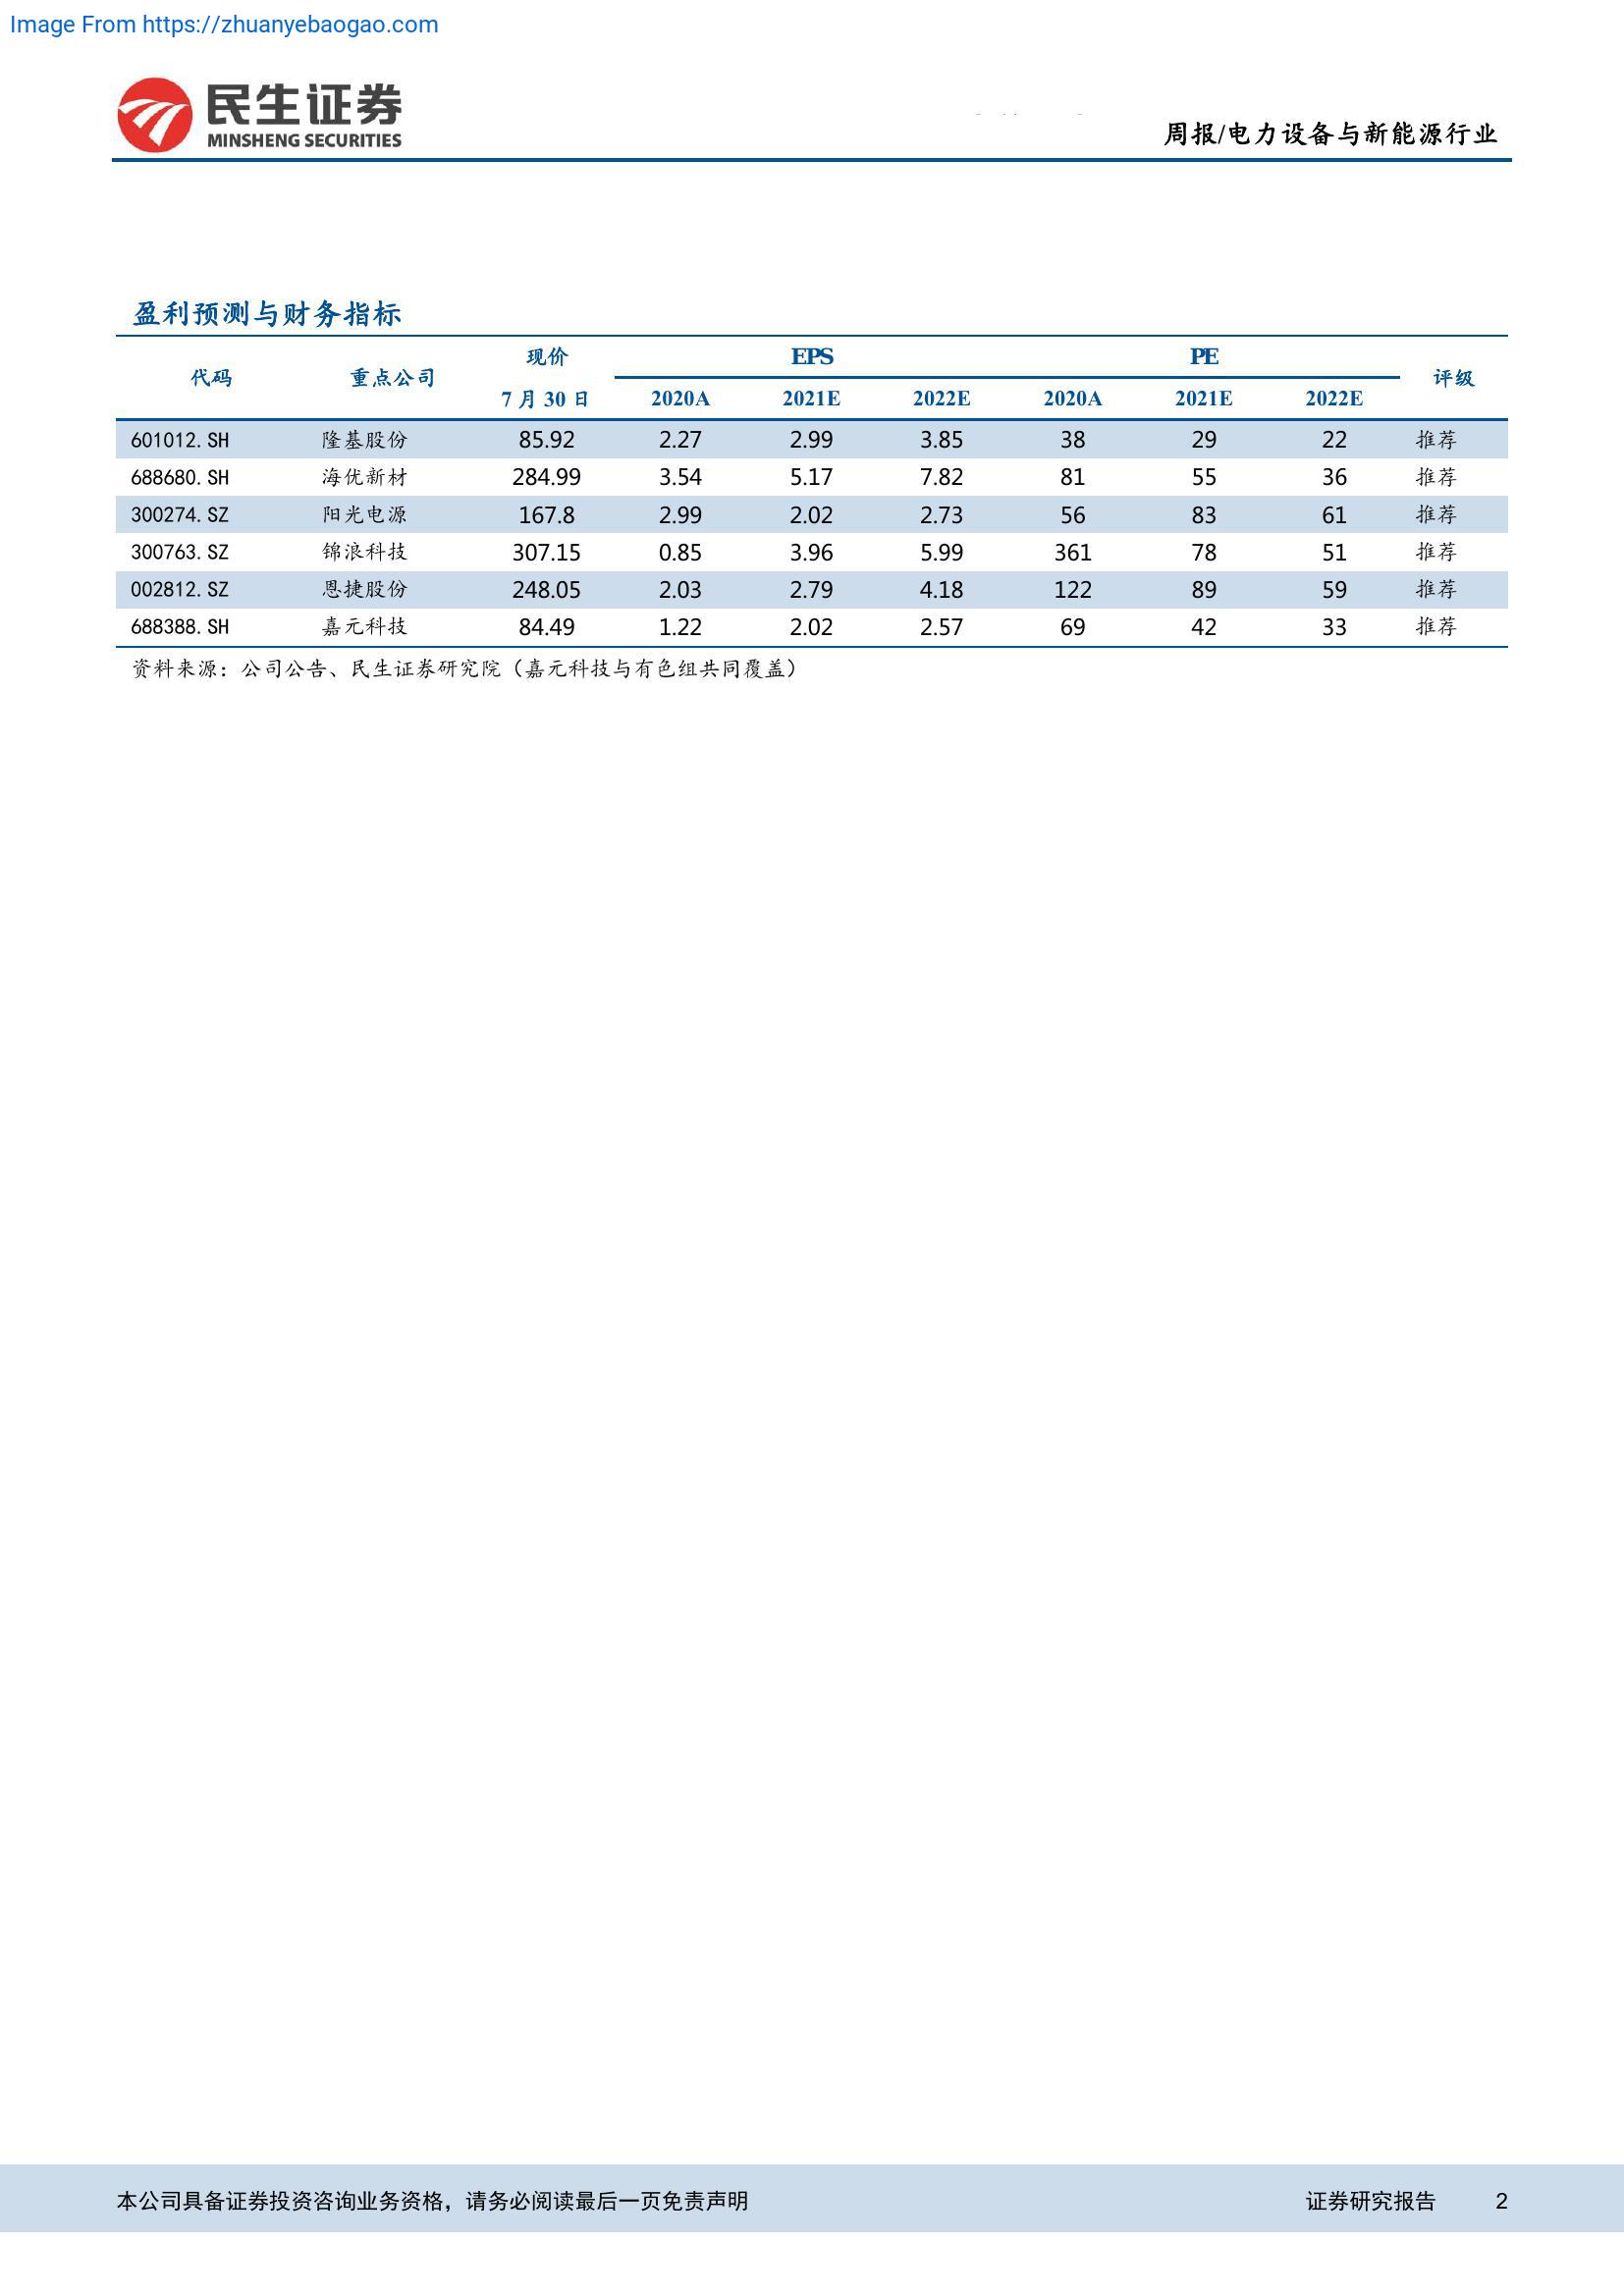 Image From https://zhuanyebaogao.com
民生证券
MINSHENG SECURITIES
周报/电力设备与新能源行业
盈利预测与财务指标
代码 重点公司 现价 EPS PE 评级
7 月 30 日 2020A 2021E 2022E 2020A 2021E 2022E
601012.SH 隆基股份 85.92 2.27 2.99 3.85 38 29 22 推荐
688680.SH 海优新材 284.99 3.54 5.17 7.82 81 55 36 推荐
300274.SZ 阳光电源 167.8 2.99 2.02 2.73 56 83 61 推荐
300763.SZ 锦浪科技 307.15 0.85 3.96 5.99 361 78 51 推荐
002812.SZ 恩捷股份 248.05 2.03 2.79 4.18 122 89 59 推荐
688388.SH 嘉元科技 84.49 1.22 2.02 2.57 69 42 33 推荐
资料来源：公司公告、民生证券研究院（嘉元科技与有色组共同覆盖）
本公司具备证券投资咨询业务资格，请务必阅读最后一页免责声明 证券研究报告 2